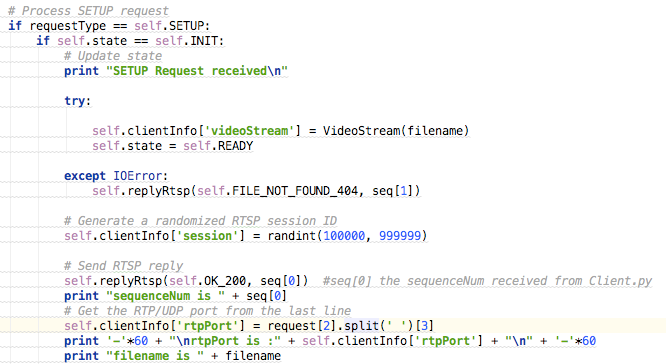 # Process SETUP request
if requestType == self.SETUP:
    if self.state == self.INIT:
        # Update state
        print "SETUP Request received\n"

        try:

            self.clientInfo['videoStream'] = VideoStream(filename)
            self.state = self.READY

        except IOError:
            self.replyRtsp(self.FILE_NOT_FOUND_404, seq[1])

        # Generate a randomized RTSP session ID
        self.clientInfo['session'] = randint(100000, 999999)

        # Send RTSP reply
        self.replyRtsp(self.OK_200, seq[0])  #seq[0] the sequenceNum received from Client.py
        print "sequenceNum is " + seq[0]
        # Get the RTP/UDP port from the last line
        self.clientInfo['rtpPort'] = request[2].split(' ')[3]
        print '-'*60 + "\nrtpPort is :" + self.clientInfo['rtpPort'] + "\n" + '-'*60
        print "filename is " + filename